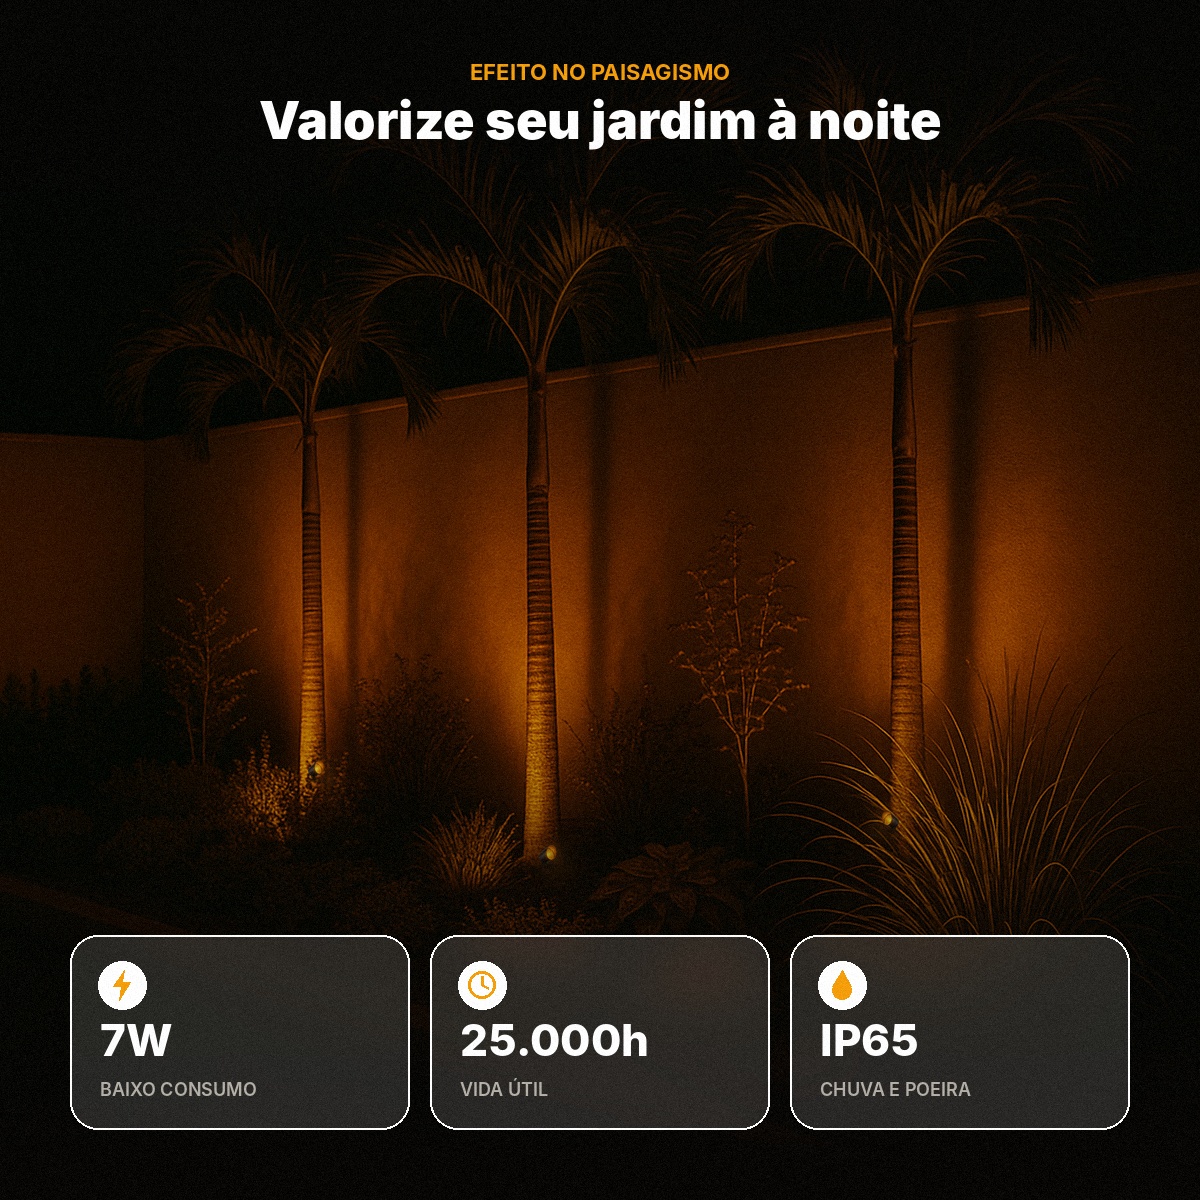 EFEITO NO PAISAGISMO
Valorize seu jardim à noite
7W
BAIXO CONSUMO
25.000h
VIDA ÚTIL
IP65
CHUVA E POEIRA